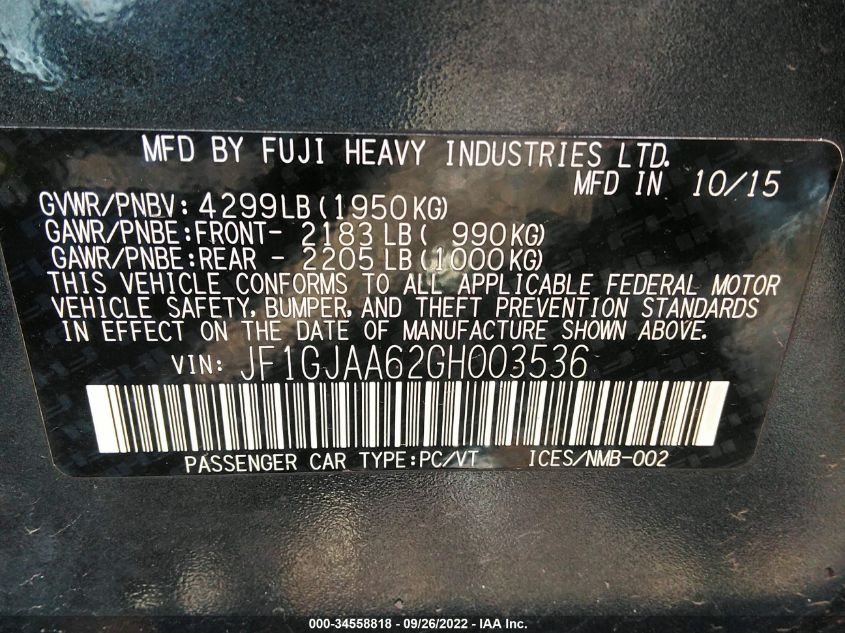 MFD BY FUJI HEAVY INDUSTRIES LTD.
MFD IN 10/15
GVWR/PNBV: 4299LB(1950KG)
GAWR/PNBE:FRONT- 2183 LB( 990KG)
GAWR/PNBE:REAR - 2205 LB(1000KG)
THIS VEHICLE CONFORMS TO ALL APPLICABLE FEDERAL MOTOR
VEHICLE SAFETY, BUMPER, AND THEFT PREVENTION STANDARDS
IN EFFECT ON THE DATE OF MANUFACTURE SHOWN ABOVE.
VIN: JF1GJAA62GH003536
PASSENGER CAR TYPE:PC/VT ICES/NMB-002
000-34558818 - 09/26/2022 - IAA Inc.